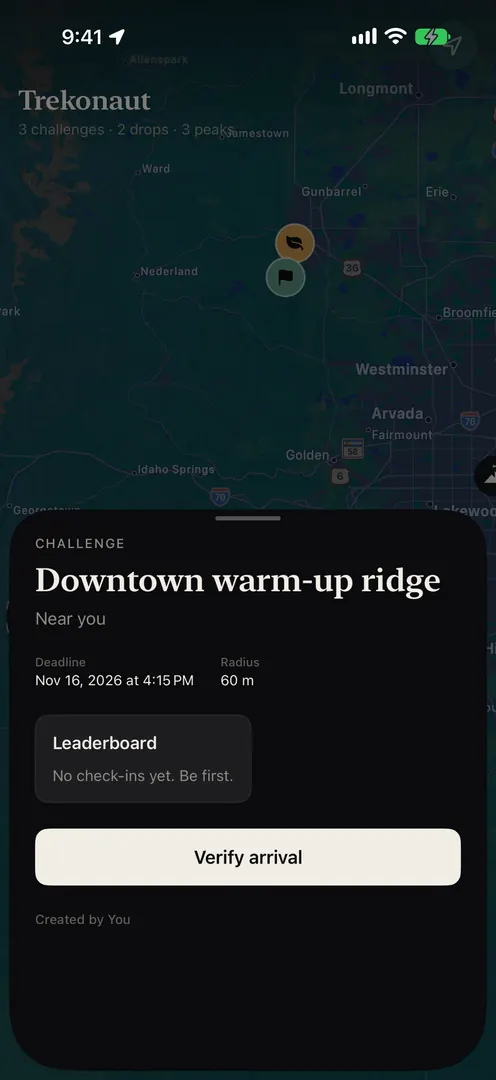 9:41
Allenspark
Longmont
Trekonaut
3 challenges · 2 drops · 3 peaks
Jamestown
Ward
Gunbarrel
Erie
36
Nederland
Broomfie
Westminster
Arvada
76
Fairmount
58
Golden
6
Idaho Springs
70
Georgetown
Lakewoo
CHALLENGE
Downtown warm-up ridge
Near you
Deadline
Radius
Nov 16, 2026 at 4:15 PM
60 m
Leaderboard
No check-ins yet. Be first.
Verify arrival
Created by You